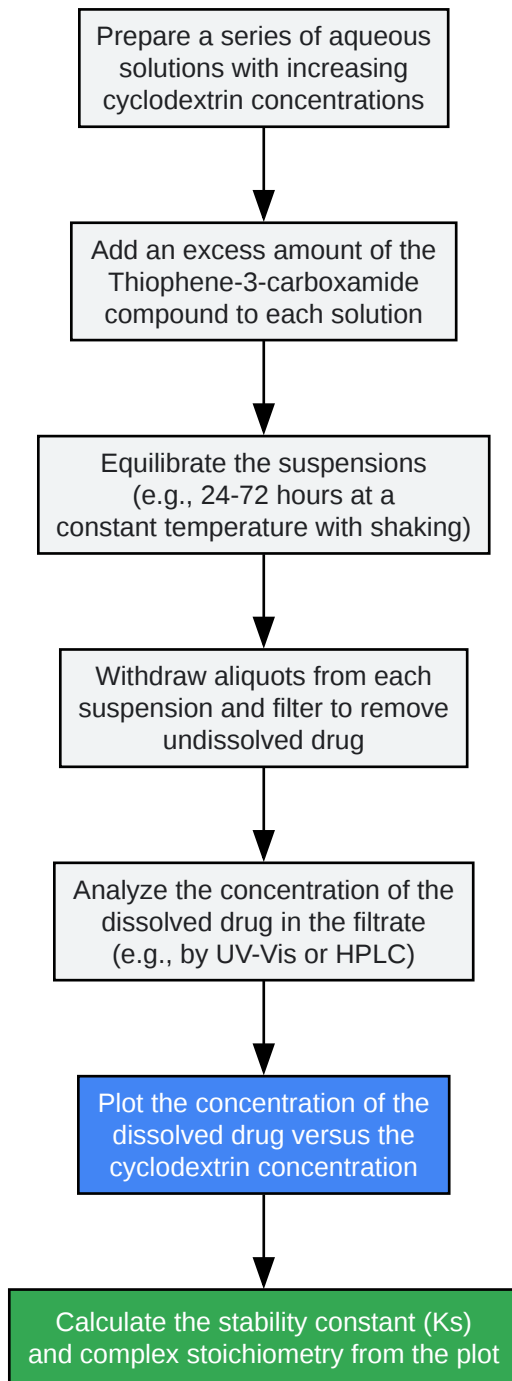 Prepare a series of aqueous
solutions with increasing
cyclodextrin concentrations
Add an excess amount of the
Thiophene-3-carboxamide
compound to each solution
Equilibrate the suspensions
(e.g., 24-72 hours at a
constant temperature with shaking)
Withdraw aliquots from each
suspension and filter to remove
undissolved drug
Analyze the concentration of the
dissolved drug in the filtrate
(e.g., by UV-Vis or HPLC)
Plot the concentration of the
dissolved drug versus the
cyclodextrin concentration
Calculate the stability constant (Ks)
and complex stoichiometry from the plot